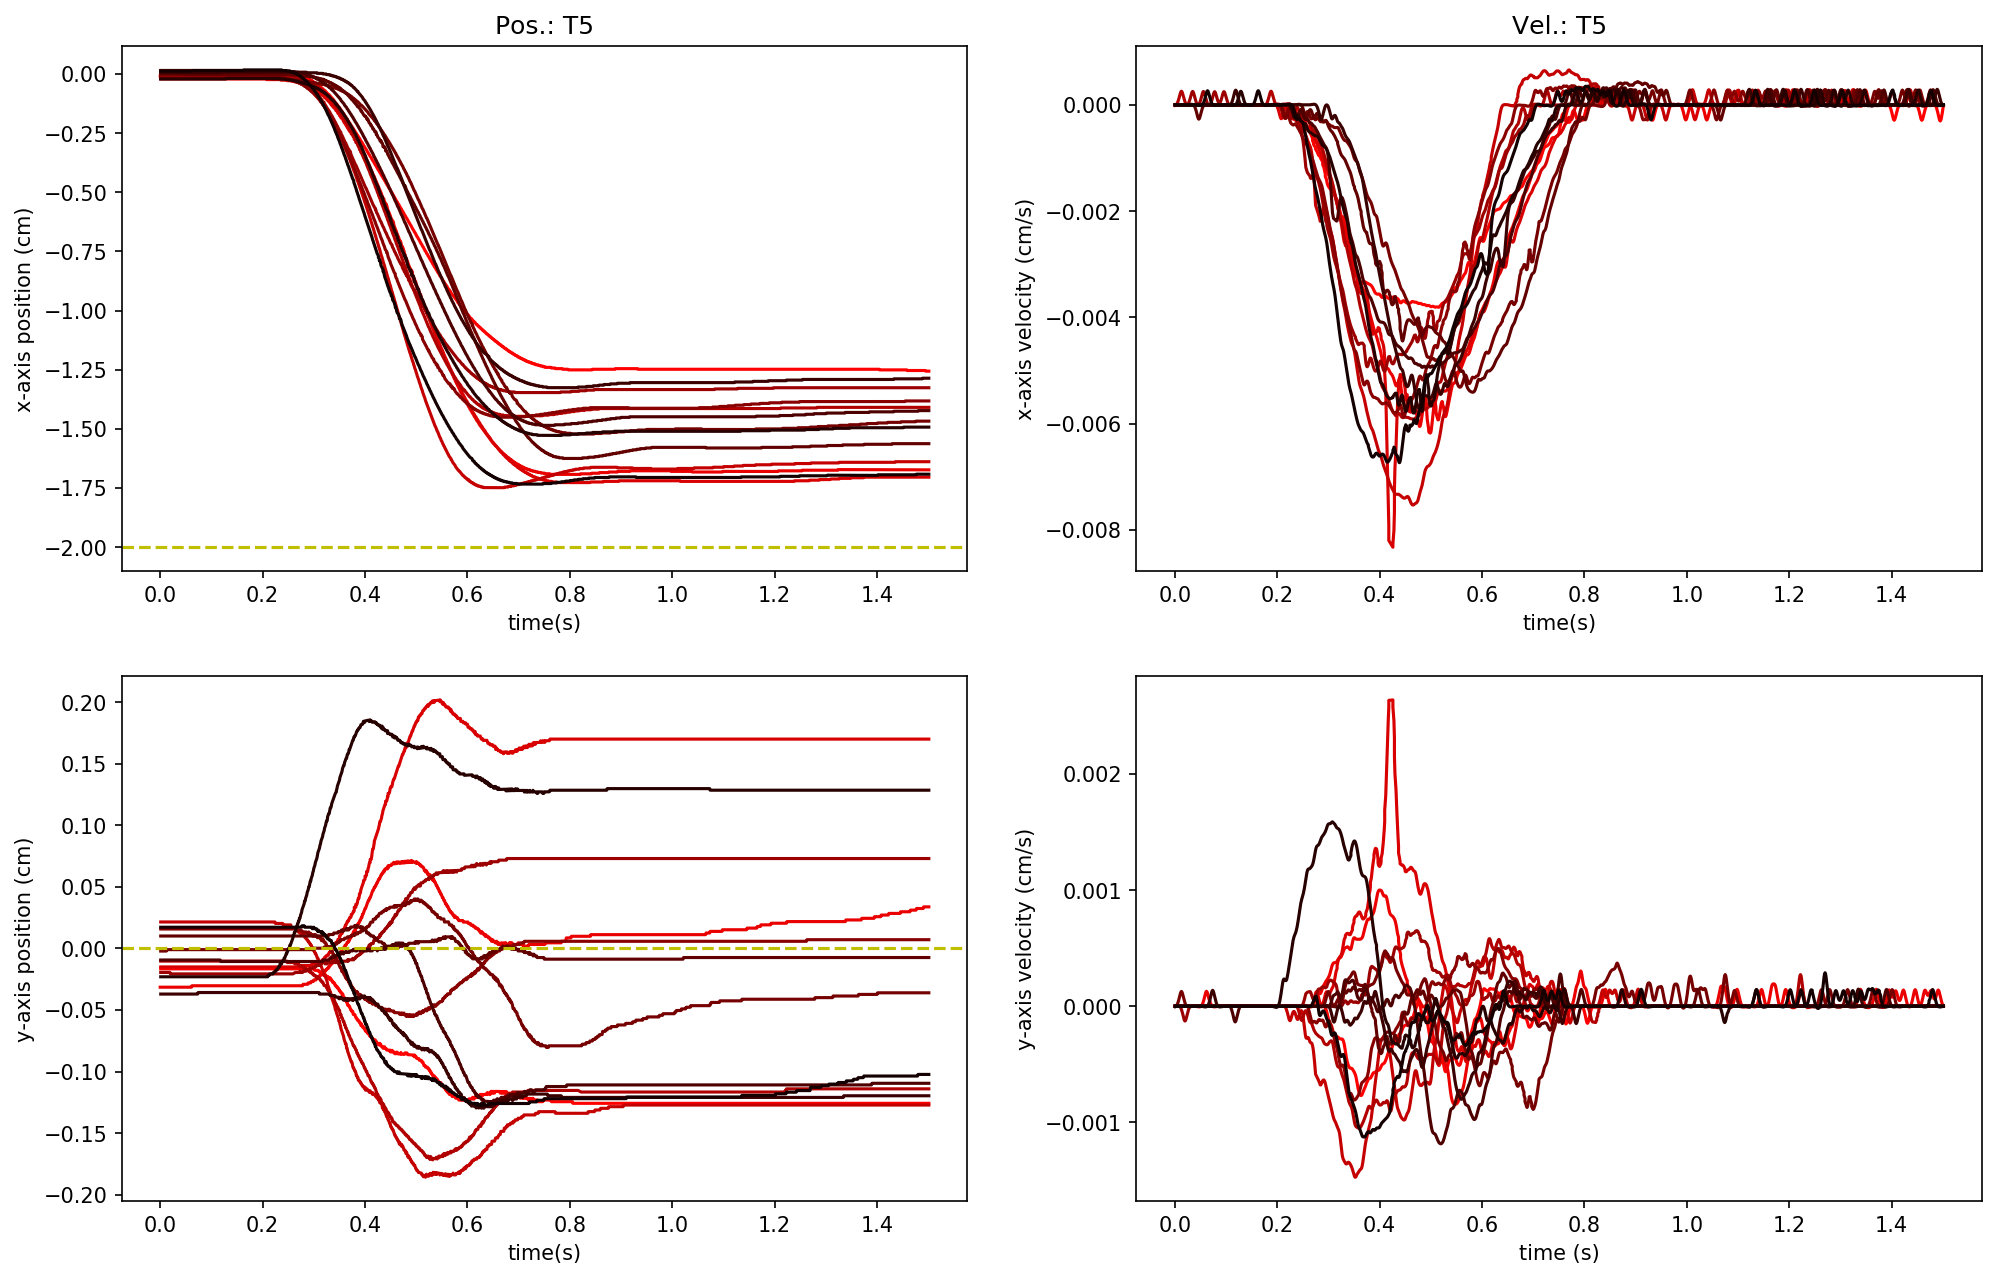 Pos.: T5
0.00
−0.25
−0.50
−0.75
−1.00
−1.25
−1.50
−1.75
−2.00
x-axis position (cm)
0.0 0.2 0.4 0.6 0.8 1.0 1.2 1.4
time(s)
Vel.: T5
0.000
−0.002
−0.004
−0.006
−0.008
x-axis velocity (cm/s)
0.0 0.2 0.4 0.6 0.8 1.0 1.2 1.4
time(s)
0.20
0.15
0.10
0.05
0.00
−0.05
−0.10
−0.15
−0.20
y-axis position (cm)
0.0 0.2 0.4 0.6 0.8 1.0 1.2 1.4
time(s)
0.002
0.001
0.000
−0.001
y-axis velocity (cm/s)
0.0 0.2 0.4 0.6 0.8 1.0 1.2 1.4
time (s)